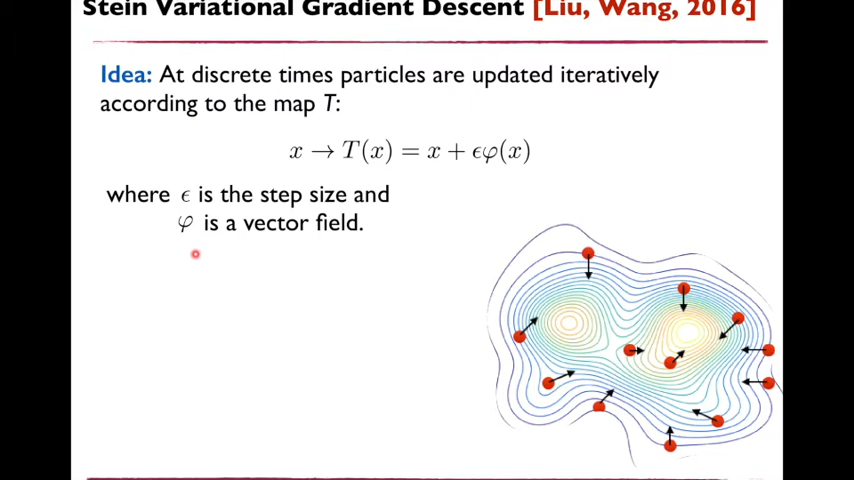 Stein Variational Gradient Descent [Liu, Wang, 2016]
Idea: At discrete times particles are updated iteratively
according to the map T:
x → T(x) = x + ϵφ(x)
where ϵ is the step size and
φ is a vector field.